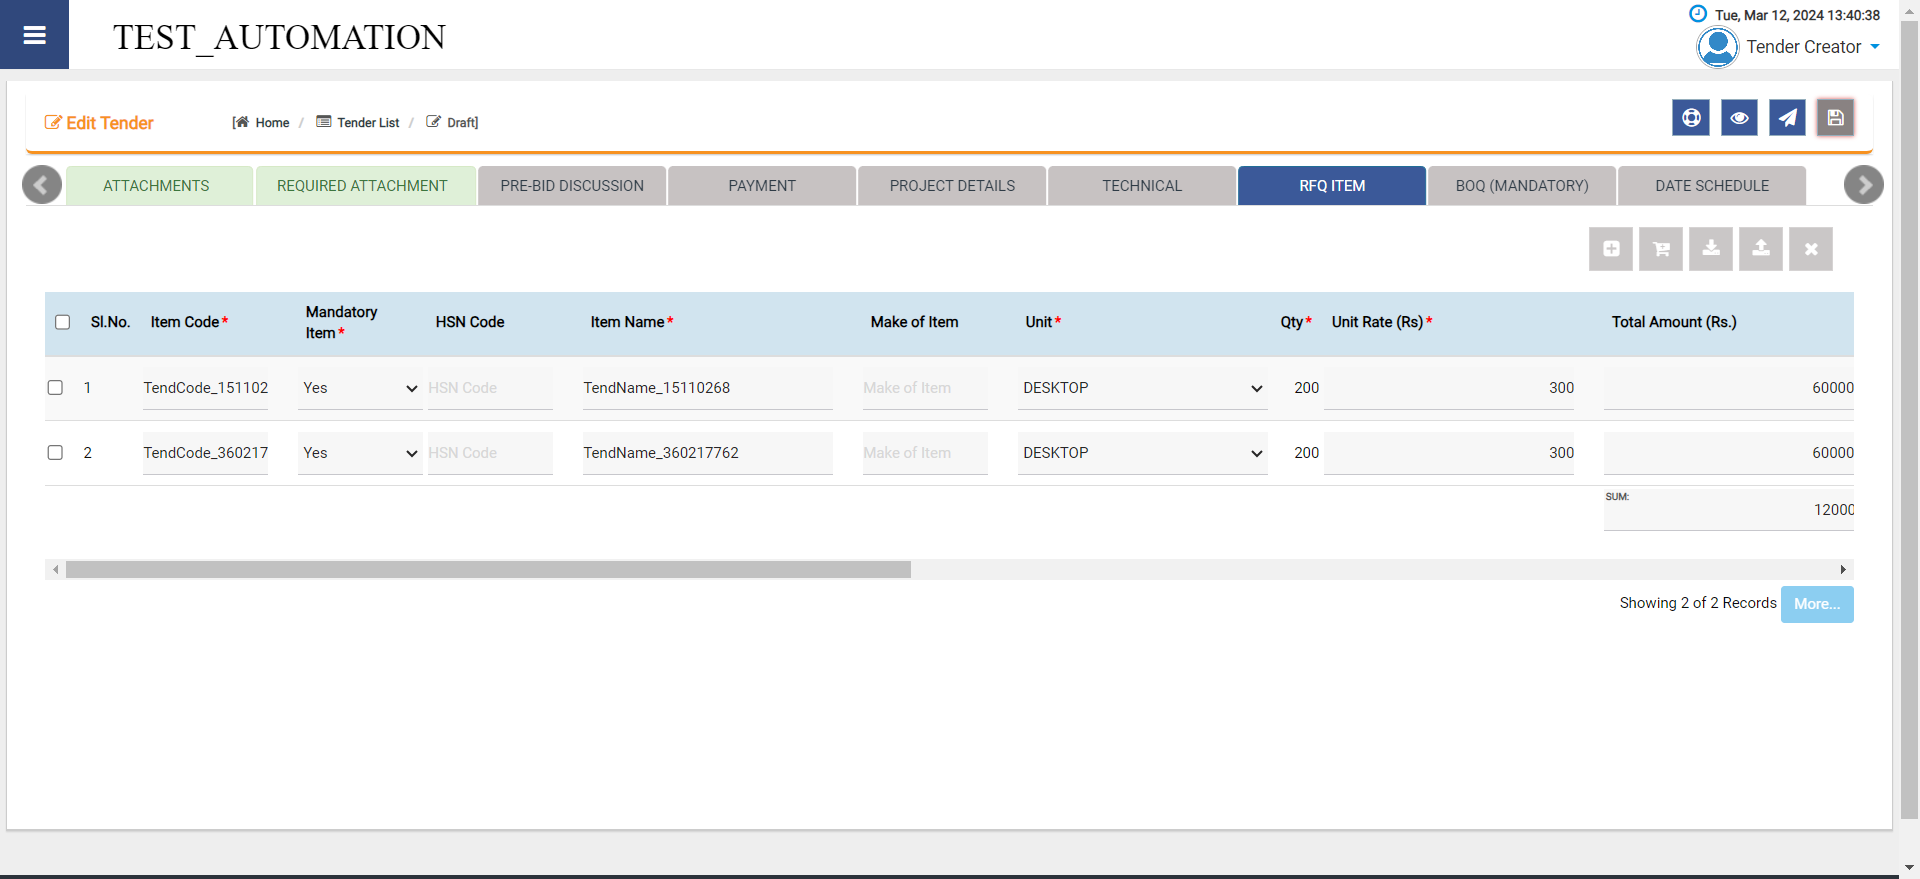 TEST_AUTOMATION
Tue, Mar 12, 2024 13:40:38
Tender Creator
Edit Tender
[ Home / Tender List / Draft]
ATTACHMENTS REQUIRED ATTACHMENT PRE-BID DISCUSSION PAYMENT PROJECT DETAILS TECHNICAL RFQ ITEM BOQ (MANDATORY) DATE SCHEDULE
Sl.No. Item Code* Mandatory Item* HSN Code Item Name* Make of Item Unit* Qty* Unit Rate (Rs)* Total Amount (Rs.)
1 TendCode_151102 Yes HSN Code TendName_15110268 Make of Item DESKTOP 200 300 60000
2 TendCode_360217 Yes HSN Code TendName_360217762 Make of Item DESKTOP 200 300 60000
SUM:
12000
Showing 2 of 2 Records More...